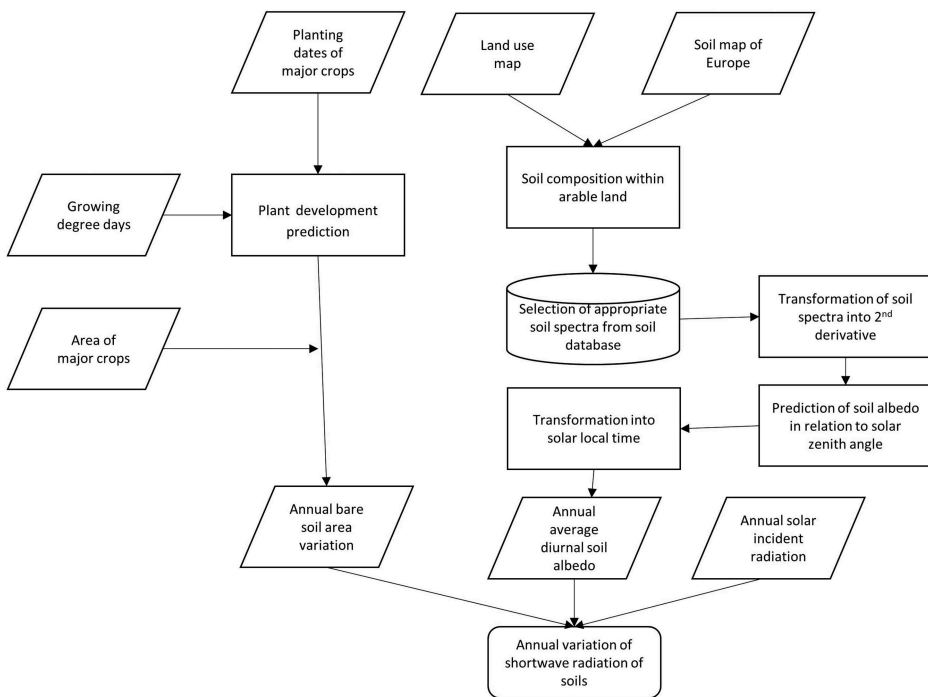 Planting
dates of
major crops
Land use
map
Soil map of
Europe
Growing
degree days
Plant development
prediction
Soil composition within
arable land
Area of
major crops
Selection of appropriate
soil spectra from soil
database
Transformation of soil
spectra into 2nd
derivative
Transformation into
solar local time
Prediction of soil albedo
in relation to solar
zenith angle
Annual bare
soil area
variation
Annual
average
diurnal soil
albedo
Annual solar
incident
radiation
Annual variation of
shortwave radiation of
soils